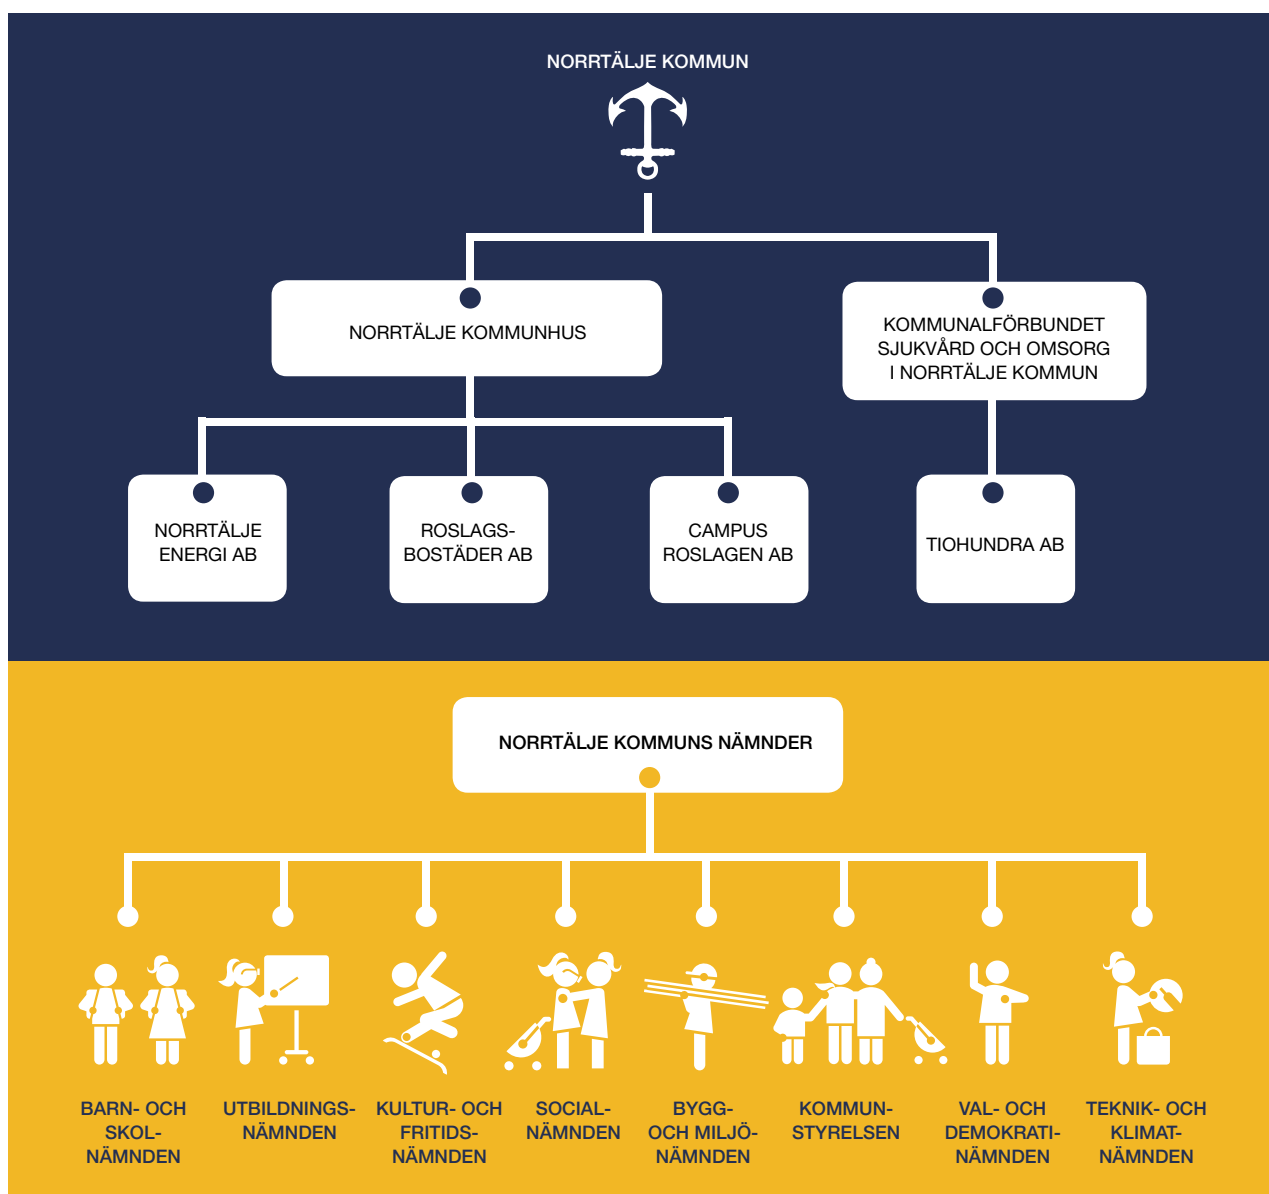 NORRTÄLJE KOMMUN
NORRTÄLJE KOMMUNHUS
KOMMUNALFÖRBUNDET
SJUKVÅRD OCH OMSORG
I NORRTÄLJE KOMMUN
NORRTÄLJE
ENERGI AB
ROSLAGS-
BOSTÄDER AB
CAMPUS
ROSLAGEN AB
TIOHUNDRA AB
NORRTÄLJE KOMMUNS NÄMNDER
BARN- OCH
SKOL-
NÄMNDEN
UTBILDNINGS-
NÄMNDEN
KULTUR- OCH
FRITIDS-
NÄMNDEN
SOCIAL-
NÄMNDEN
BYGG-
OCH MILJÖ-
NÄMNDEN
KOMMUN-
STYRELSEN
VAL- OCH
DEMOKRATI-
NÄMNDEN
TEKNIK- OCH
KLIMAT-
NÄMNDEN